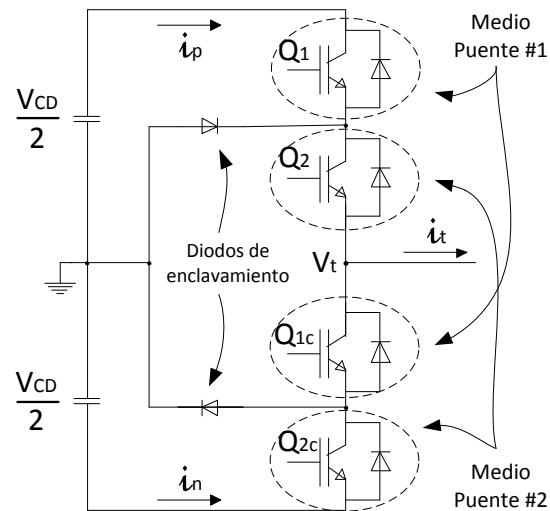 ip
Q1
Medio
Puente #1
VCD
2
Q2
Diodos de
enclavamiento
Vt
it
Q1c
VCD
2
Q2c
in
Medio
Puente #2